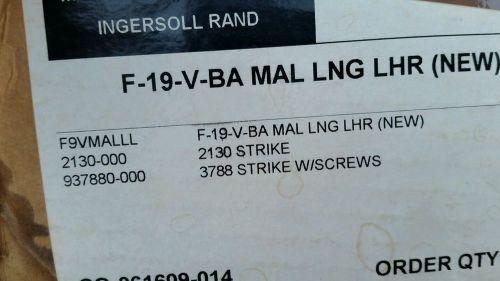 INGERSOLL RAND
F-19-V-BA MAL LNG LHR (NEW)
F9VMALLL F-19-V-BA MAL LNG LHR (NEW)
2130-000 2130 STRIKE
937880-000 3788 STRIKE W/SCREWS
ORDER QTY